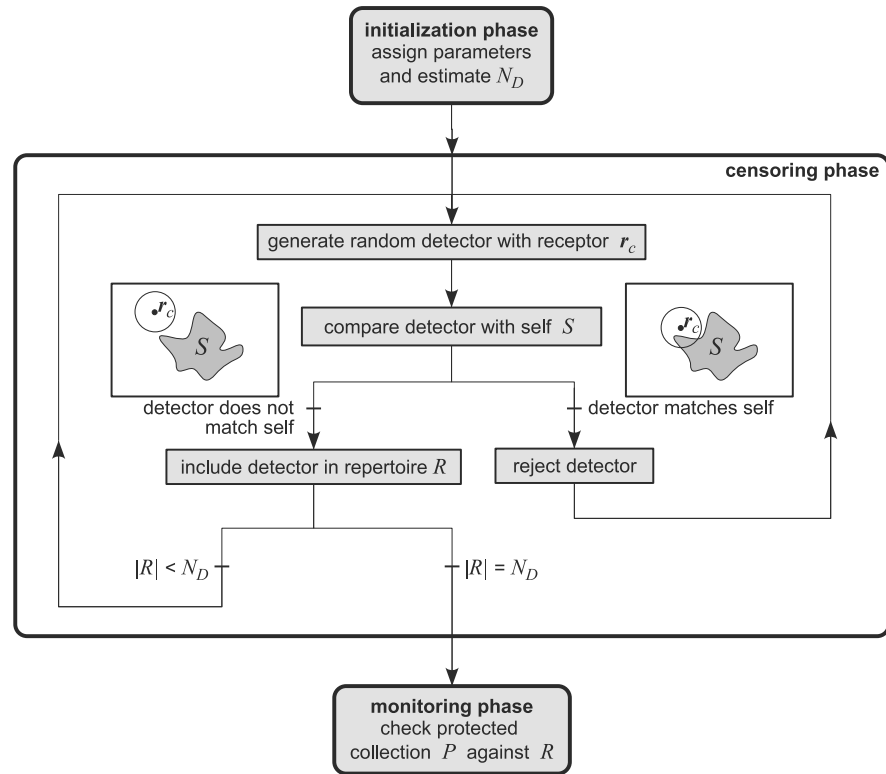 initialization phase
assign parameters
and estimate N_D
censoring phase
generate random detector with receptor r_c
r_c
S
compare detector with self S
r_c
S
detector does not
match self
detector matches self
include detector in repertoire R
reject detector
|R| < N_D
|R| = N_D
monitoring phase
check protected
collection P against R